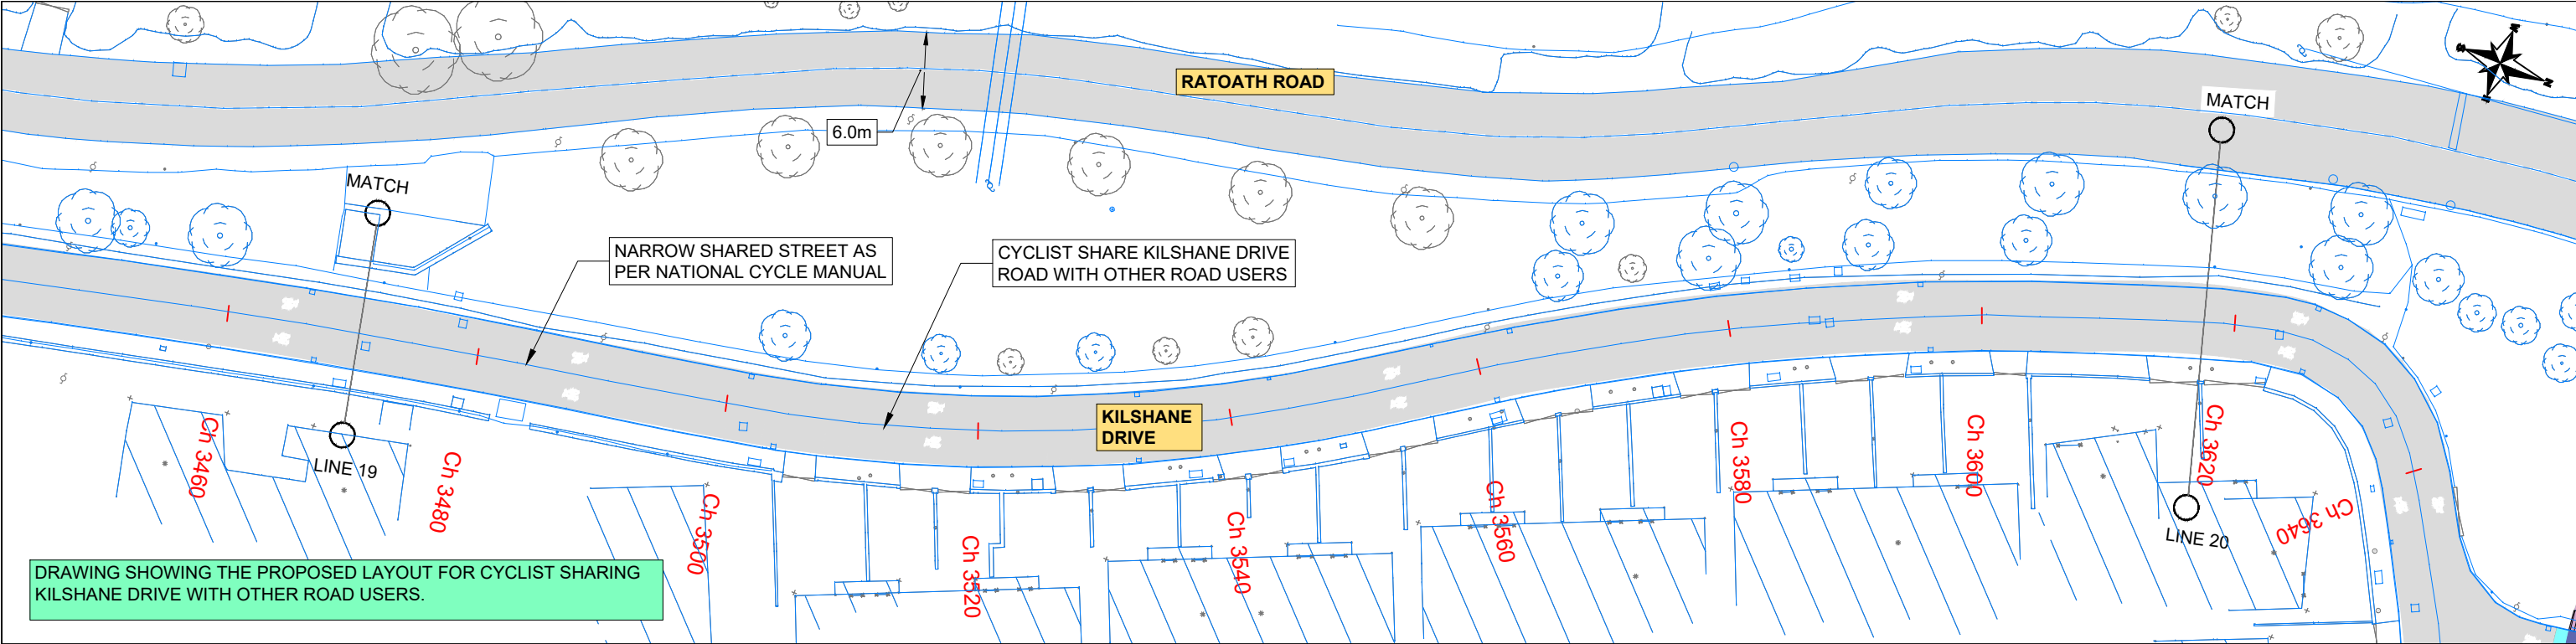 RATOATH ROAD
MATCH
6.0m
MATCH
NARROW SHARED STREET AS
PER NATIONAL CYCLE MANUAL
CYCLIST SHARE KILSHANE DRIVE
ROAD WITH OTHER ROAD USERS
KILSHANE
DRIVE
LINE 19
LINE 20
Ch 3460
Ch 3480
Ch 3500
Ch 3520
Ch 3540
Ch 3560
Ch 3580
Ch 3600
Ch 3620
Ch 3640
DRAWING SHOWING THE PROPOSED LAYOUT FOR CYCLIST SHARING
KILSHANE DRIVE WITH OTHER ROAD USERS.